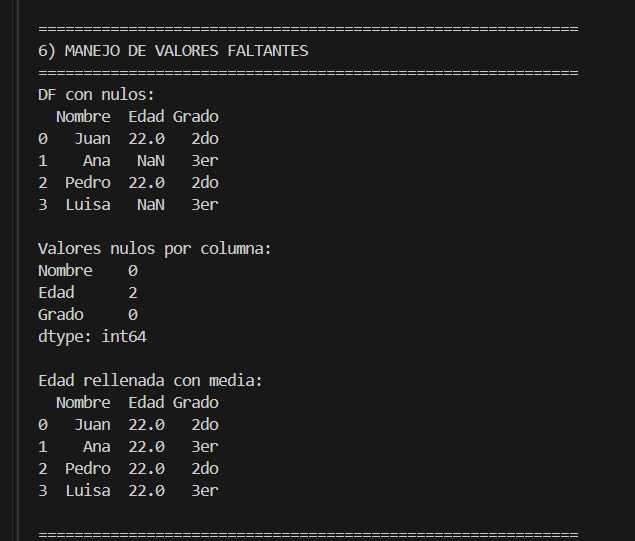 ============================================================
6) MANEJO DE VALORES FALTANTES
============================================================
DF con nulos:
  Nombre  Edad Grado
0   Juan  22.0   2do
1    Ana   NaN   3er
2  Pedro  22.0   2do
3  Luisa   NaN   3er

Valores nulos por columna:
Nombre    0
Edad      2
Grado     0
dtype: int64

Edad rellenada con media:
  Nombre  Edad Grado
0   Juan  22.0   2do
1    Ana  22.0   3er
2  Pedro  22.0   2do
3  Luisa  22.0   3er

============================================================